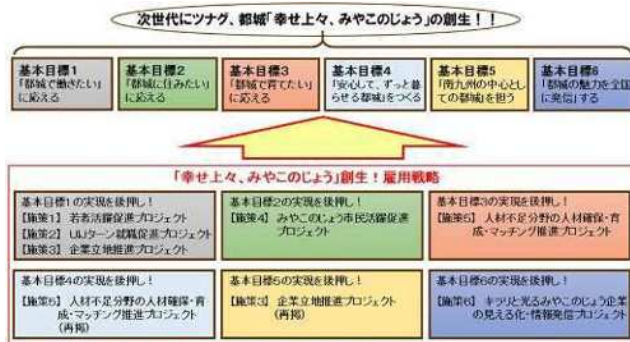 次世代にツナグ、都城「幸せ上々、みやこのじょう」の創生！！
基本目標1
「都城で働きたい」
に応える
基本目標2
「都城に住みたい」
に応える
基本目標3
「都城で育てたい」
に応える
基本目標4
「安心して、ずっと暮
らせる都城」をつくる
基本目標5
「南九州の中心とし
ての都城」を担う
基本目標6
「都城の魅力を全国
に発信」する
「幸せ上々、みやこのじょう」創生！雇用戦略
基本目標1の実現を後押し！
【施策1】 若者活躍促進プロジェクト
【施策2】 UIJターン就職促進プロジェクト
【施策3】 企業立地推進プロジェクト
基本目標2の実現を後押し！
【施策4】 みやこのじょう市民活躍促進
プロジェクト
基本目標3の実現を後押し！
【施策5】 人材不足分野の人材確保・育
成・マッチング推進プロジェクト
基本目標4の実現を後押し！
【施策5】 人材不足分野の人材確保・育
成・マッチング推進プロジェクト
(再掲)
基本目標5の実現を後押し！
【施策3】 企業立地推進プロジェクト
(再掲)
基本目標6の実現を後押し！
【施策6】 キラリと光るみやこのじょう企業
の見える化・情報発信プロジェクト